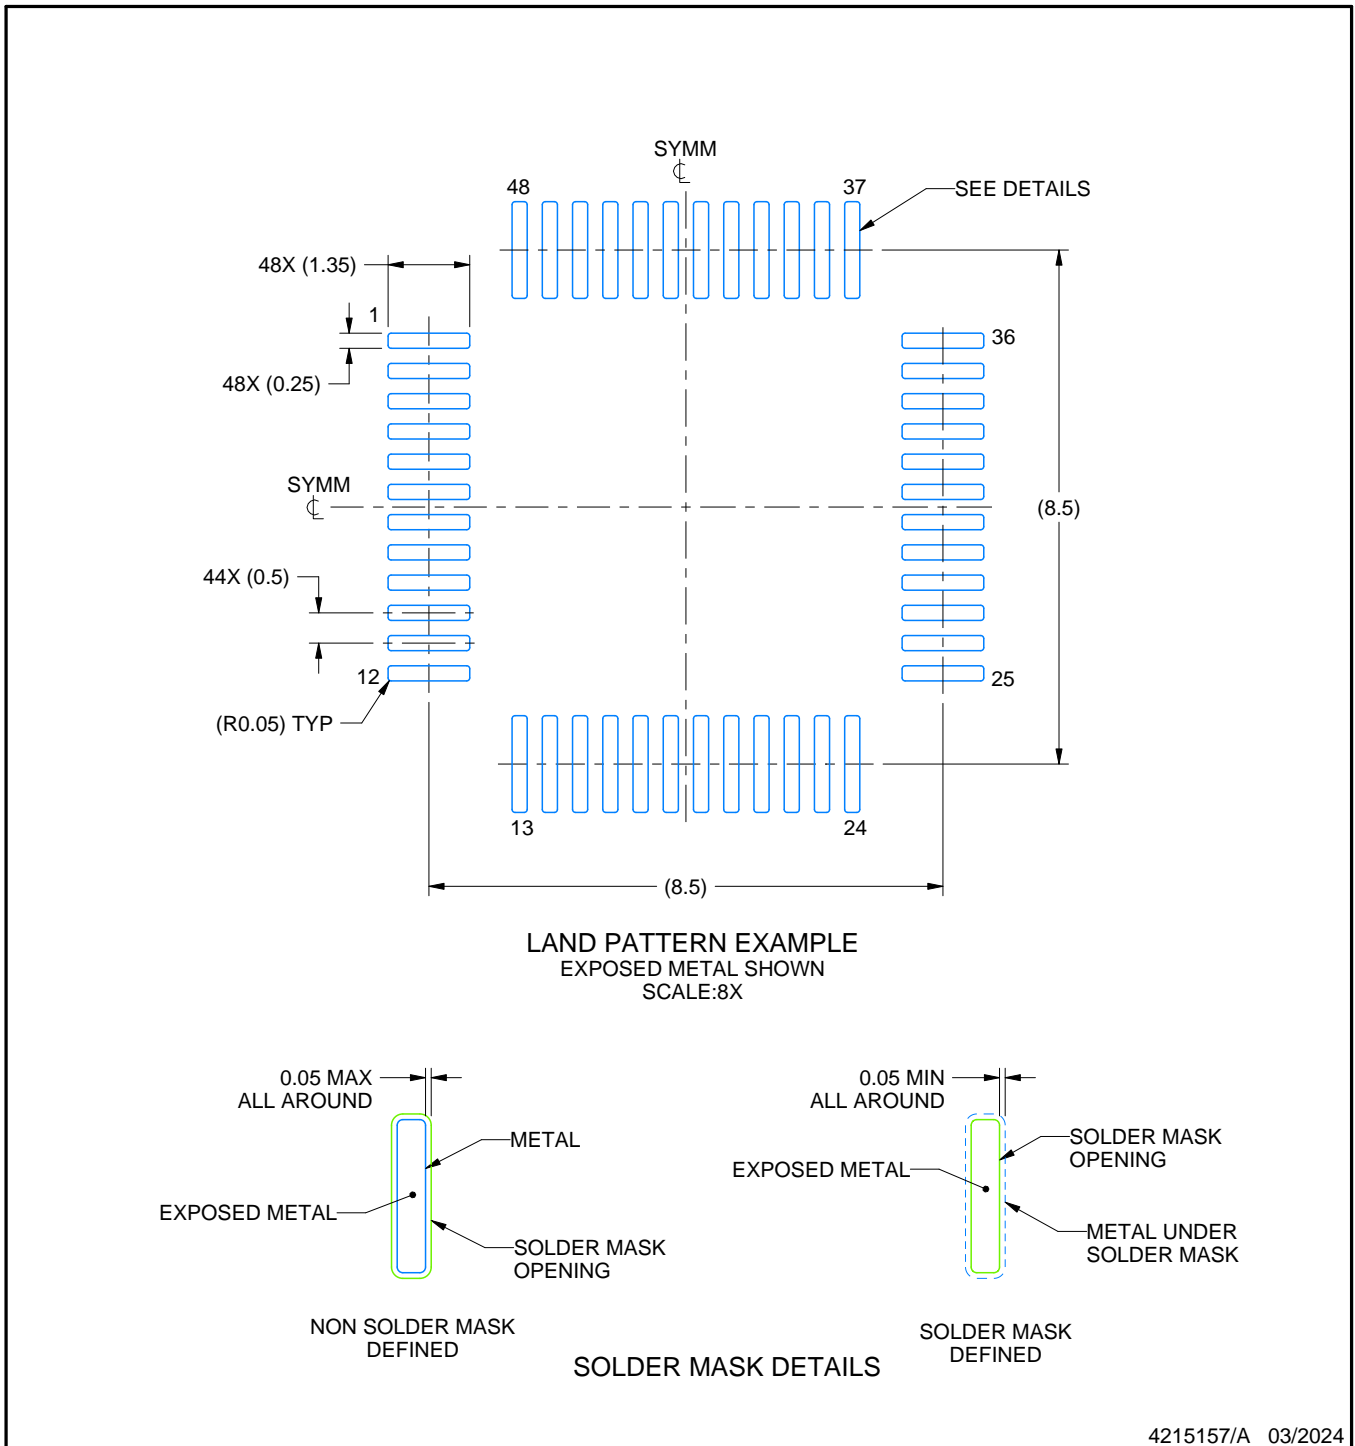 SYMM
℄
48
37
SEE DETAILS
48X (1.35)
1
36
48X (0.25)
SYMM
℄
(8.5)
44X (0.5)
12
25
(R0.05) TYP
13
24
(8.5)
LAND PATTERN EXAMPLE
EXPOSED METAL SHOWN
SCALE:8X
0.05 MAX
ALL AROUND
METAL
EXPOSED METAL
SOLDER MASK
OPENING
NON SOLDER MASK
DEFINED
0.05 MIN
ALL AROUND
SOLDER MASK
OPENING
EXPOSED METAL
METAL UNDER
SOLDER MASK
SOLDER MASK
DEFINED
SOLDER MASK DETAILS
4215157/A 03/2024